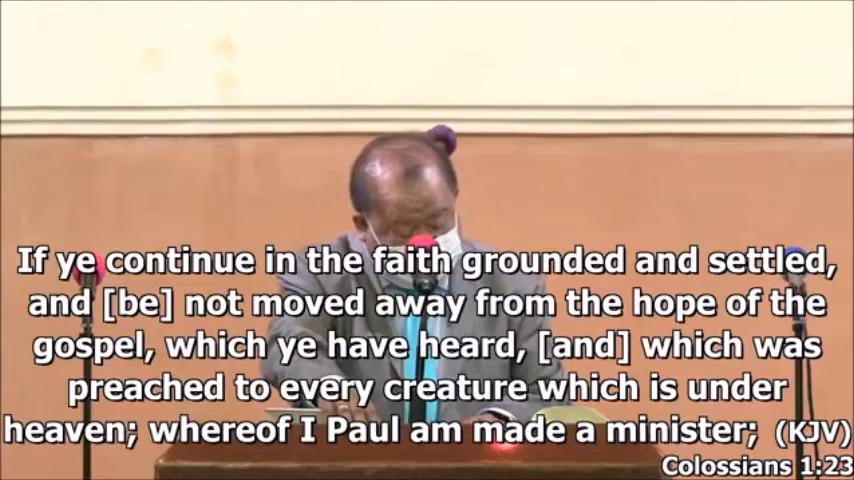 If ye continue in the faith grounded and settled,
and [be] not moved away from the hope of the
gospel, which ye have heard, [and] which was
preached to every creature which is under
heaven; whereof I Paul am made a minister; (KJV)
Colossians 1:23